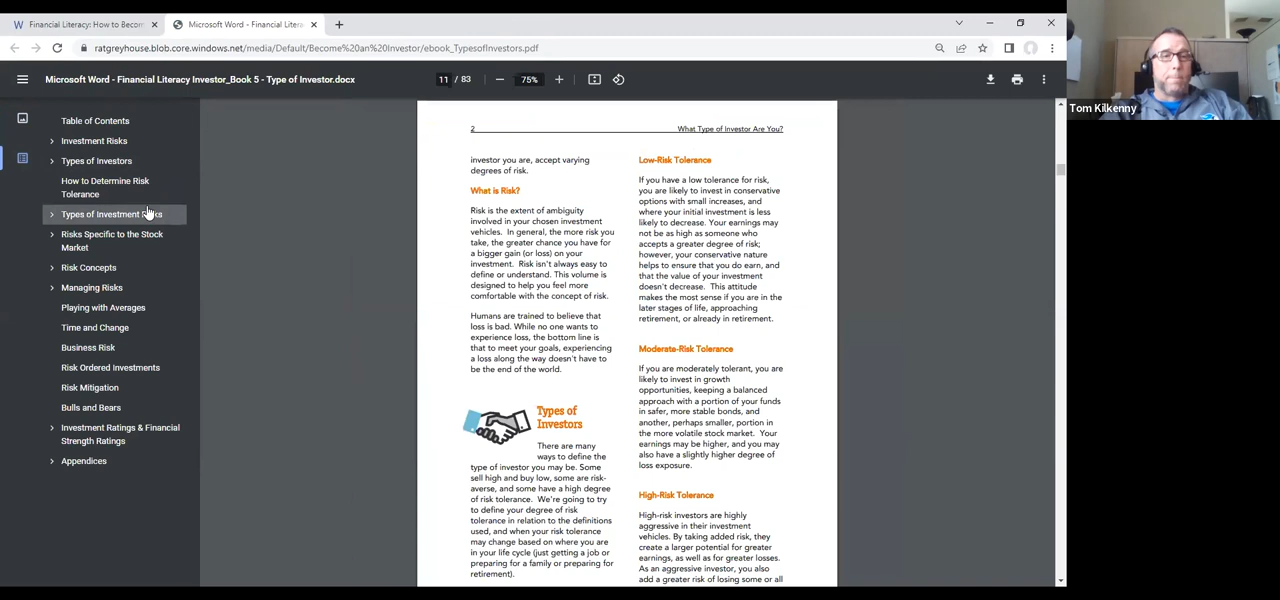 Financial Literacy: How to Becom
Microsoft Word - Financial Litera
ratgreyhouse.blob.core.windows.net/media/Default/Become%20an%20Investor/ebook_TypesofInvestors.pdf
Microsoft Word - Financial Literacy Investor_Book 5 - Type of Investor.docx
11 / 83
75%
Tom Kilkenny
Table of Contents
Investment Risks
Types of Investors
How to Determine Risk
Tolerance
Types of Investment Risks
Risks Specific to the Stock
Market
Risk Concepts
Managing Risks
Playing with Averages
Time and Change
Business Risk
Risk Ordered Investments
Risk Mitigation
Bulls and Bears
Investment Ratings & Financial
Strength Ratings
Appendices
2
What Type of Investor Are You?
investor you are, accept varying
degrees of risk.
What is Risk?
Risk is the extent of ambiguity
involved in your chosen investment
vehicles. In general, the more risk you
take, the greater chance you have for
a bigger gain (or loss) on your
investment. Risk isn't always easy to
define or understand. This volume is
designed to help you feel more
comfortable with the concept of risk.
Humans are trained to believe that
loss is bad. While no one wants to
experience loss, the bottom line is
that to meet your goals, experiencing
a loss along the way doesn't have to
be the end of the world.
Types of
Investors
There are many
ways to define the
type of investor you may be. Some
sell high and buy low, some are risk-
averse, and some have a high degree
of risk tolerance. We're going to try
to define your degree of risk
tolerance in relation to the definitions
used, and when your risk tolerance
may change based on where you are
in your life cycle (just getting a job or
preparing for a family or preparing for
retirement).
Low-Risk Tolerance
If you have a low tolerance for risk,
you are likely to invest in conservative
options with small increases, and
where your initial investment is less
likely to decrease. Your earnings may
not be as high as someone who
accepts a greater degree of risk;
however, your conservative nature
helps to ensure that you do earn, and
that the value of your investment
doesn't decrease. This attitude
makes the most sense if you are in the
later stages of life, approaching
retirement, or already in retirement.
Moderate-Risk Tolerance
If you are moderately tolerant, you are
likely to invest in growth
opportunities, keeping a balanced
approach with a portion of your funds
in safer, more stable bonds, and
another, perhaps smaller, portion in
the more volatile stock market. Your
earnings may be higher, and you may
also have a slightly higher degree of
loss exposure.
High-Risk Tolerance
High-risk investors are highly
aggressive in their investment
vehicles. By taking added risk, they
create a larger potential for greater
earnings, as well as for greater losses.
As an aggressive investor, you also
add a greater risk of losing some or all